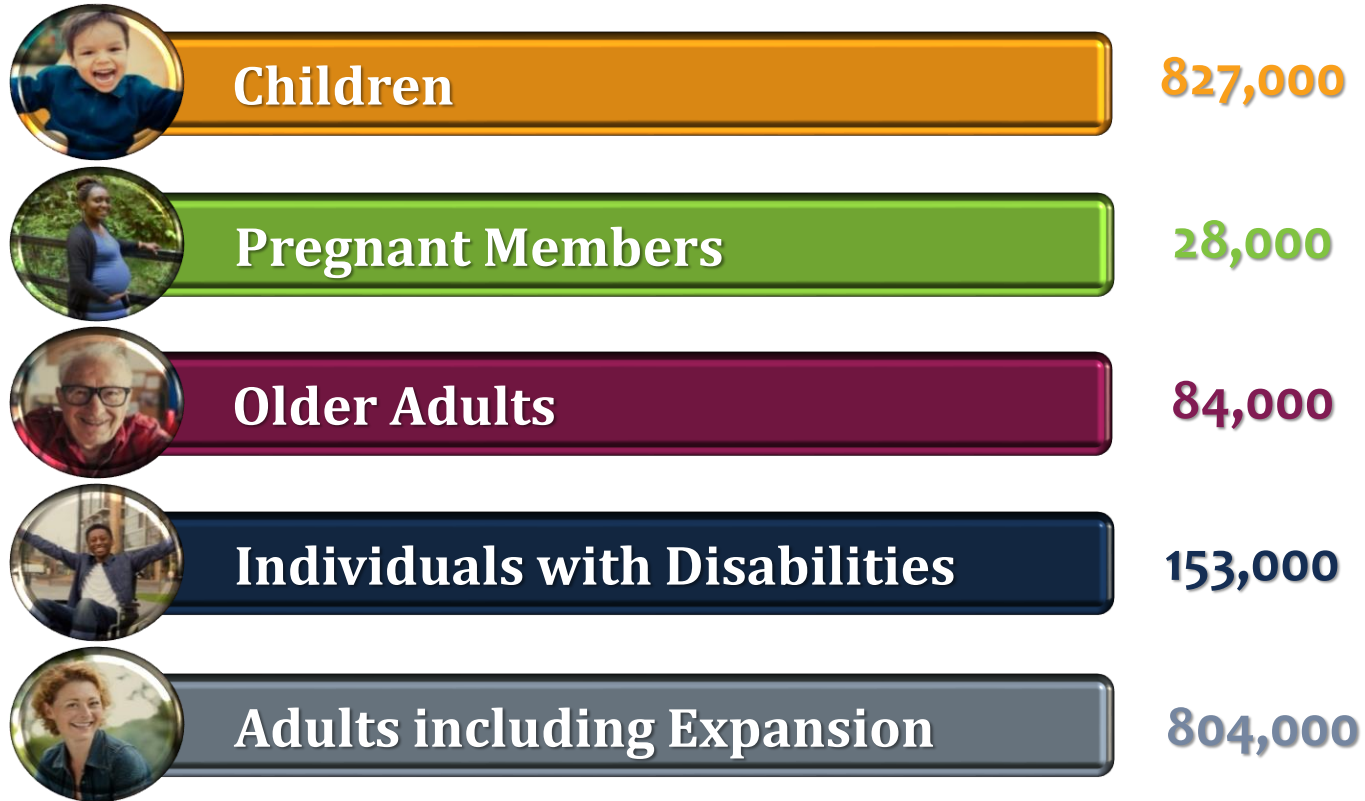 Children 827,000
Pregnant Members 28,000
Older Adults 84,000
Individuals with Disabilities 153,000
Adults including Expansion 804,000